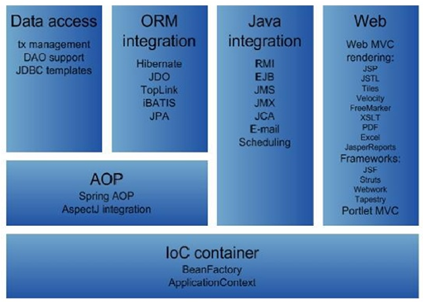 Data access
tx management
DAO support
JDBC templates
ORM
integration
Hibernate
JDO
TopLink
iBATIS
JPA
Java
integration
RMI
EJB
JMS
JMX
JCA
E-mail
Scheduling
Web
Web MVC
rendering:
JSP
JSTL
Tiles
Velocity
FreeMarker
XSLT
PDF
Excel
JasperReports
Frameworks:
JSF
Struts
Webwork
Tapestry
Portlet MVC
AOP
Spring AOP
AspectJ integration
IoC container
BeanFactory
ApplicationContext